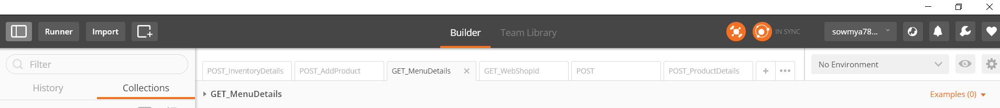 Runner Import Builder Team Library IN SYNC sowmya78...
Filter
POST_InventoryDetails POST_AddProduct GET_MenuDetails POST_WebShopId POST POST_ProductDetails No Environment
History Collections
GET_MenuDetails Examples (0)